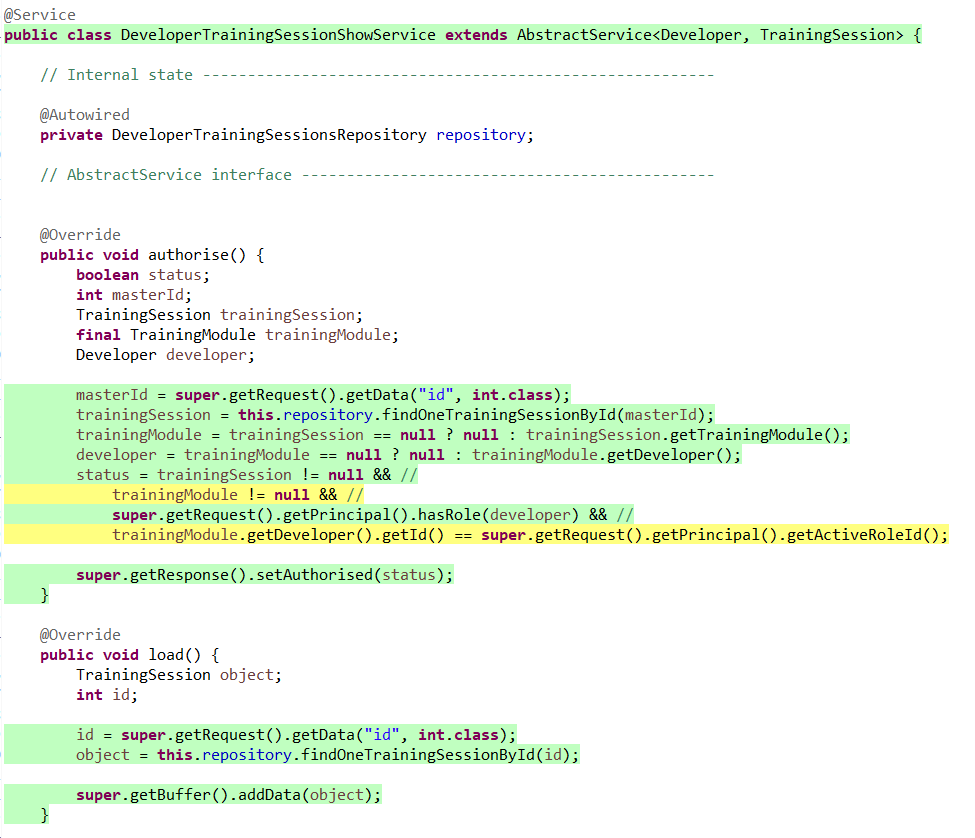 @Service
public class DeveloperTrainingSessionShowService extends AbstractService<Developer, TrainingSession> {
// Internal state ---------------------------------------------------------
@Autowired
private DeveloperTrainingSessionsRepository repository;
// AbstractService interface ----------------------------------------------
@Override
public void authorise() {
boolean status;
int masterId;
TrainingSession trainingSession;
final TrainingModule trainingModule;
Developer developer;
masterId = super.getRequest().getData("id", int.class);
trainingSession = this.repository.findOneTrainingSessionById(masterId);
trainingModule = trainingSession == null ? null : trainingSession.getTrainingModule();
developer = trainingModule == null ? null : trainingModule.getDeveloper();
status = trainingSession != null && //
trainingModule != null && //
super.getRequest().getPrincipal().hasRole(developer) && //
trainingModule.getDeveloper().getId() == super.getRequest().getPrincipal().getActiveRoleId();
super.getResponse().setAuthorised(status);
}
@Override
public void load() {
TrainingSession object;
int id;
id = super.getRequest().getData("id", int.class);
object = this.repository.findOneTrainingSessionById(id);
super.getBuffer().addData(object);
}